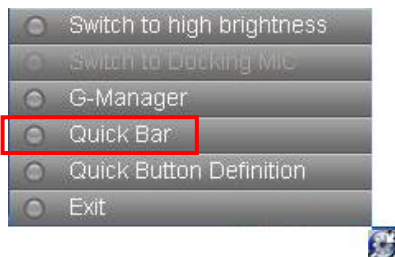 Switch to high brightness
Switch to Docking MIC
G-Manager
Quick Bar
Quick Button Definition
Exit